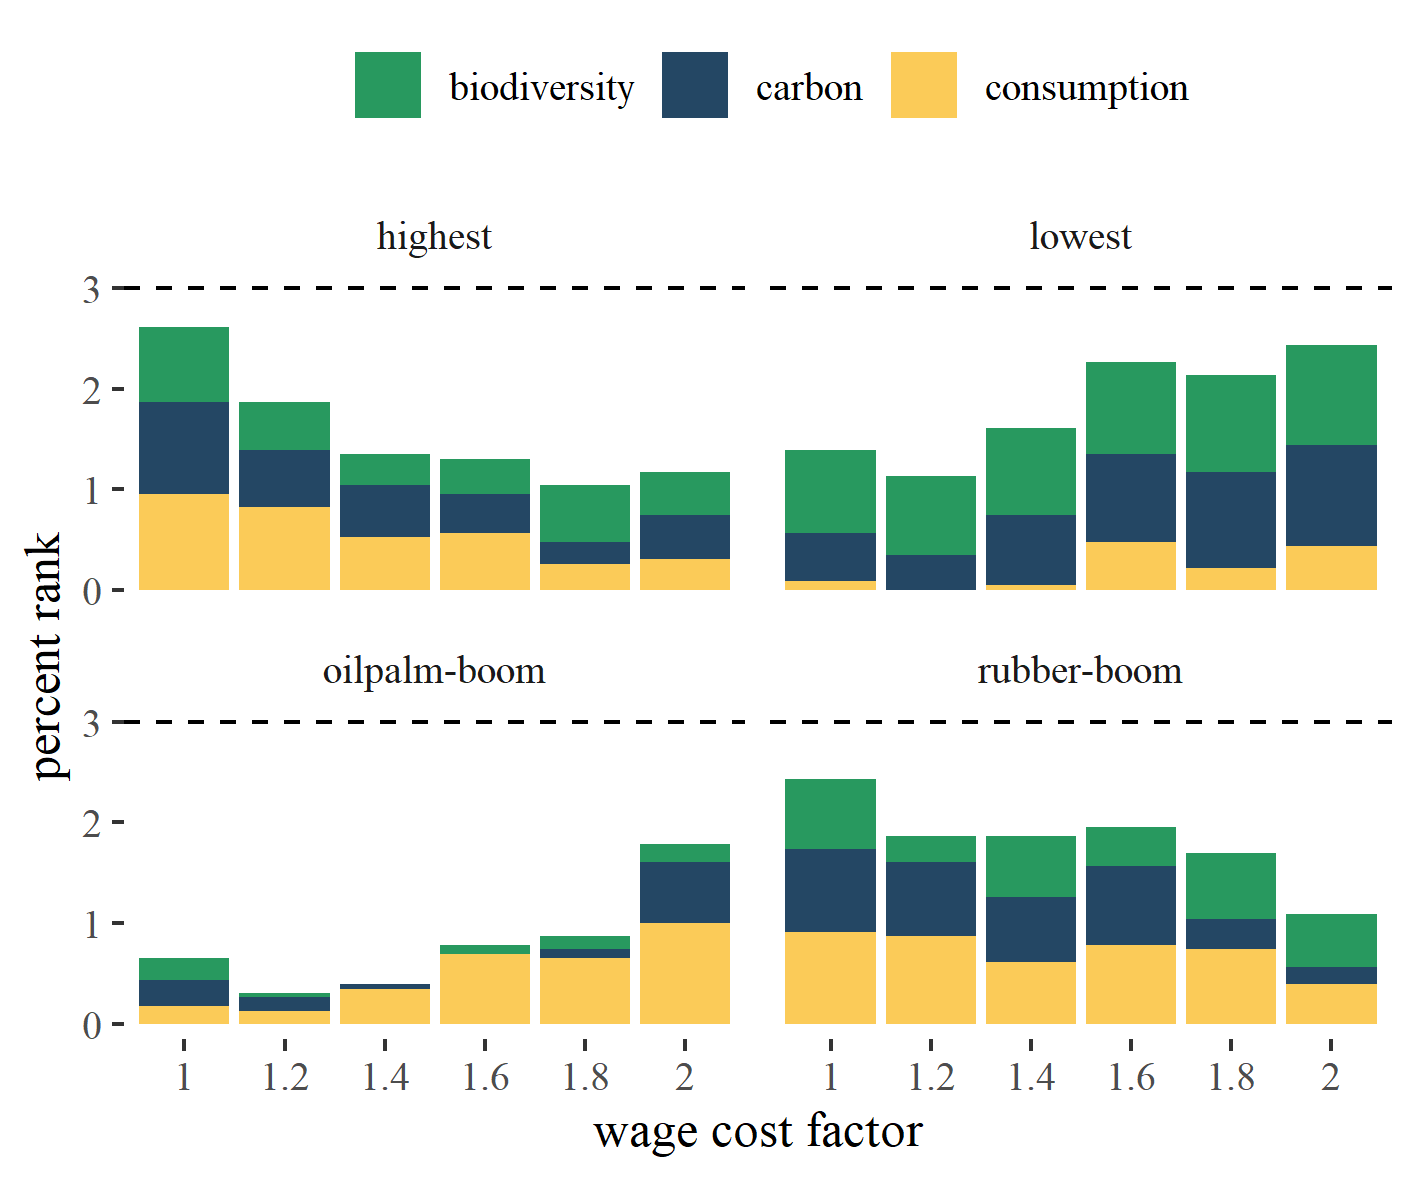 biodiversity carbon consumption
highest lowest
3
2
1
0
oilpalm-boom rubber-boom
3
2
1
0
percent rank
1 1.2 1.4 1.6 1.8 2 1 1.2 1.4 1.6 1.8 2
wage cost factor